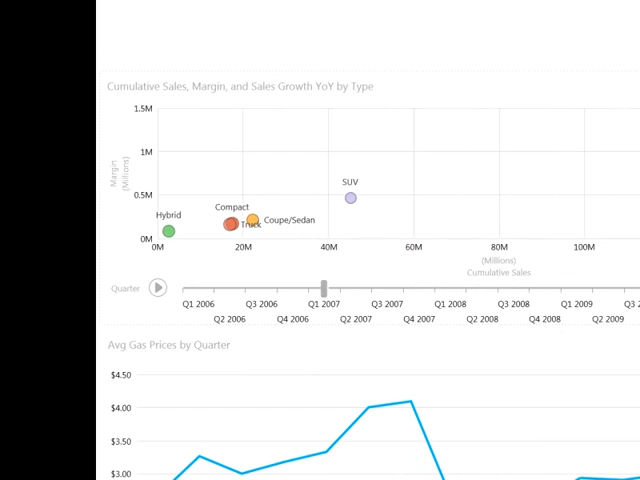 Cumulative Sales, Margin, and Sales Growth YoY by Type
1.5M
1M
0.5M
0M
Margin
(Millions)
SUV
Compact
Hybrid
Truck
Coupe/Sedan
0M 20M 40M 60M 80M 100M
(Millions)
Cumulative Sales
Quarter
Q1 2006 Q3 2006 Q1 2007 Q3 2007 Q1 2008 Q3 2008 Q1 2009 Q3 2
Q2 2006 Q4 2006 Q2 2007 Q4 2007 Q2 2008 Q4 2008 Q2 2009
Avg Gas Prices by Quarter
$4.50
$4.00
$3.50
$3.00